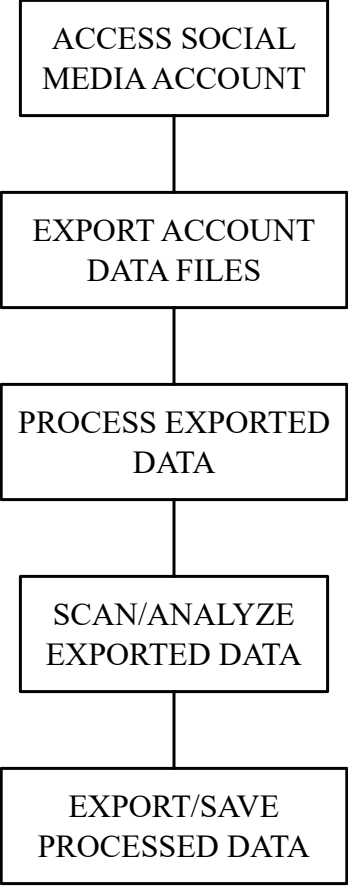 ACCESS SOCIAL
MEDIA ACCOUNT
EXPORT ACCOUNT
DATA FILES
PROCESS EXPORTED
DATA
SCAN/ANALYZE
EXPORTED DATA
EXPORT/SAVE
PROCESSED DATA